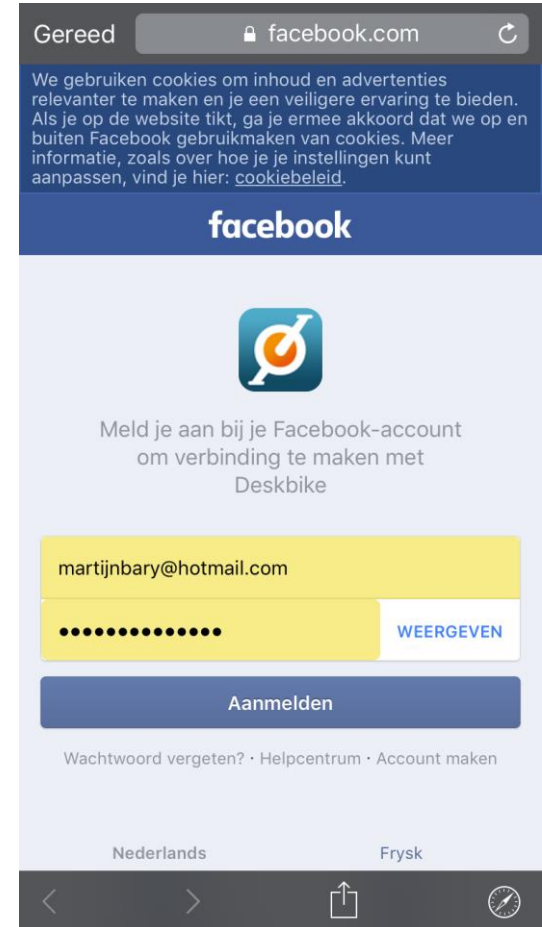 Gereed facebook.com
We gebruiken cookies om inhoud en advertenties
relevanter te maken en je een veiligere ervaring te bieden.
Als je op de website tikt, ga je ermee akkoord dat we op en
buiten Facebook gebruikmaken van cookies. Meer
informatie, zoals over hoe je je instellingen kunt
aanpassen, vind je hier: cookiebeleid.
facebook
Meld je aan bij je Facebook-account
om verbinding te maken met
Deskbike
martijnbary@hotmail.com
•••••••••••••• WEERGEVEN
Aanmelden
Wachtwoord vergeten? · Helpcentrum · Account maken
Nederlands Frysk